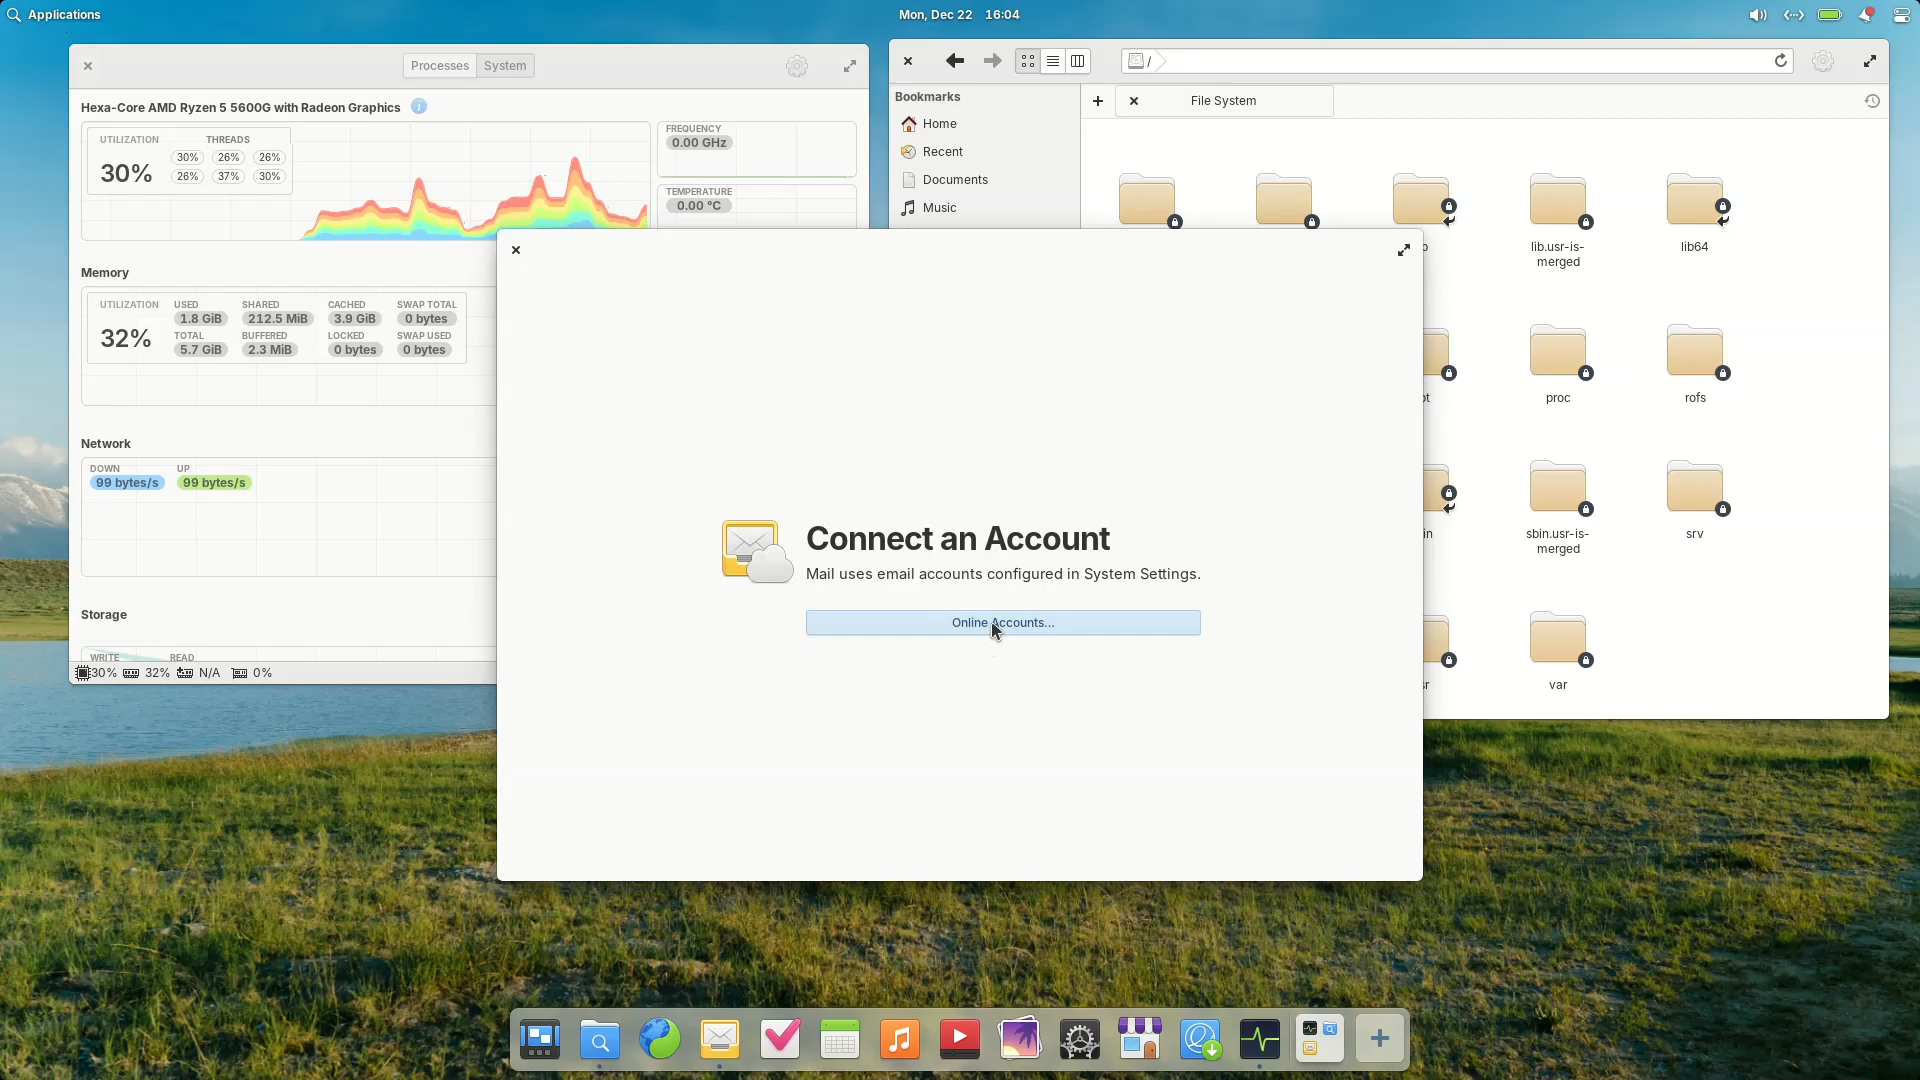 Applications
Mon, Dec 22 16:04
Processes System
Hexa-Core AMD Ryzen 5 5600G with Radeon Graphics
UTILIZATION THREADS
30%
30% 26% 26%
26% 37% 30%
FREQUENCY
0.00 GHz
TEMPERATURE
0.00 °C
Memory
UTILIZATION
32%
USED SHARED CACHED SWAP TOTAL
1.8 GiB 212.5 MiB 3.9 GiB 0 bytes
TOTAL BUFFERED LOCKED SWAP USED
5.7 GiB 2.3 MiB 0 bytes 0 bytes
Network
DOWN UP
99 bytes/s 99 bytes/s
Storage
WRITE READ
30% 32% N/A 0%
/
Bookmarks
Home
Recent
Documents
Music
File System
lib.usr-is-
merged
lib64
proc
rofs
sbin.usr-is-
merged
srv
var
Connect an Account
Mail uses email accounts configured in System Settings.
Online Accounts...